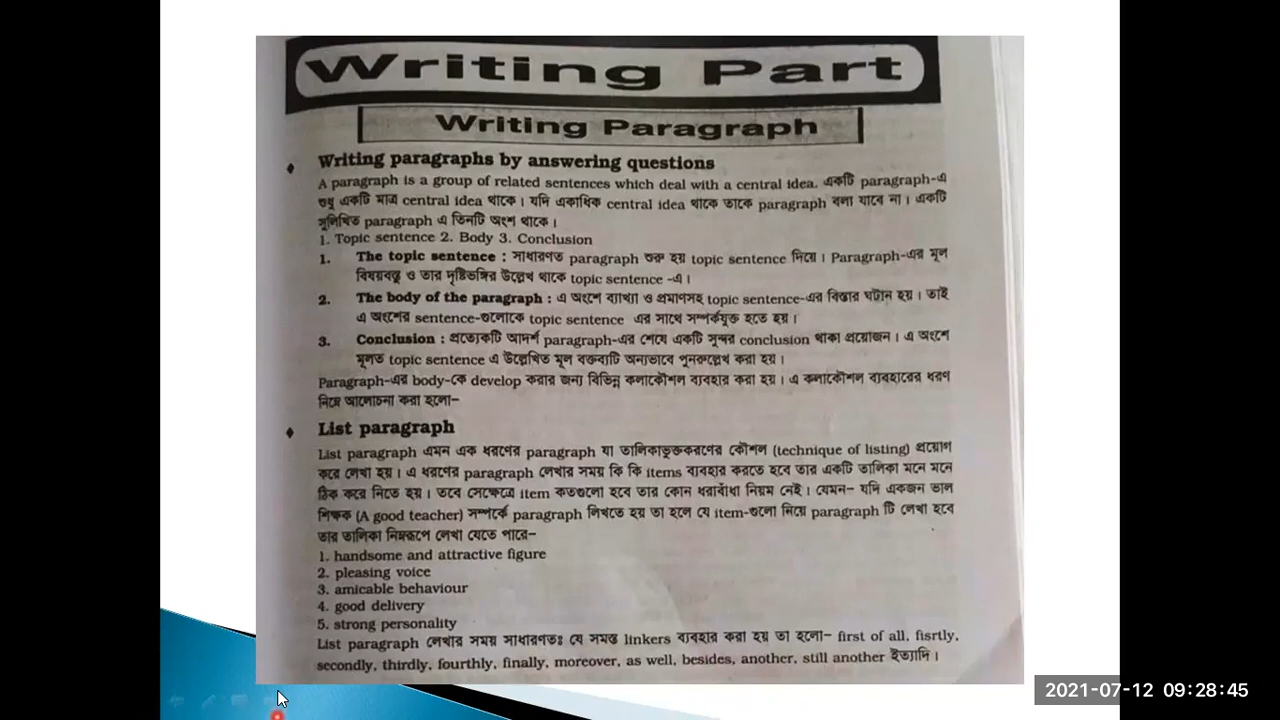 Writing Part
Writing Paragraph
♦ Writing paragraphs by answering questions
A paragraph is a group of related sentences which deal with a central idea. একটি paragraph-এ
শুধু একটি মাত্র central idea থাকে। যদি একাধিক central idea থাকে তাকে paragraph বলা যাবে না। একটি
সুলিখিত paragraph এ তিনটি অংশ থাকে।
1. Topic sentence 2. Body 3. Conclusion
1. The topic sentence : সাধারণত paragraph শুরু হয় topic sentence দিয়ে। Paragraph-এর মূল
বিষয়বস্তু ও তার দৃষ্টিভঙ্গির উল্লেখ থাকে topic sentence -এ।
2. The body of the paragraph : এ অংশে ব্যাখ্যা ও প্রমাণসহ topic sentence-এর বিস্তার ঘটান হয়। তাই
এ অংশের sentence-গুলোকে topic sentence এর সাথে সম্পর্কযুক্ত হতে হয়।
3. Conclusion : প্রত্যেকটি আদর্শ paragraph-এর শেষে একটি সুন্দর conclusion থাকা প্রয়োজন। এ অংশে
মূলত topic sentence এ উল্লেখিত মূল বক্তব্যটি অন্যভাবে পুনরুল্লেখ করা হয়।
Paragraph-এর body-কে develop করার জন্য বিভিন্ন কলাকৌশল ব্যবহার করা হয়। এ কলাকৌশল ব্যবহারের ধরণ
নিম্নে আলোচনা করা হলো–
♦ List paragraph
List paragraph এমন এক ধরণের paragraph যা তালিকাভুক্তকরণের কৌশল (technique of listing) প্রয়োগ
করে লেখা হয়। এ ধরণের paragraph লেখার সময় কি কি items ব্যবহার করতে হবে তার একটি তালিকা মনে মনে
ঠিক করে নিতে হয়। তবে সেক্ষেত্রে item কতগুলো হবে তার কোন ধরাবাঁধা নিয়ম নেই। যেমন– যদি একজন ভাল
শিক্ষক (A good teacher) সম্পর্কে paragraph লিখতে হয় তা হলে যে item-গুলো নিয়ে paragraph টি লেখা হবে
তার তালিকা নিম্নরূপে লেখা যেতে পারে–
1. handsome and attractive figure
2. pleasing voice
3. amicable behaviour
4. good delivery
5. strong personality
List paragraph লেখার সময় সাধারণতঃ যে সমস্ত linkers ব্যবহার করা হয় তা হলো– first of all, fisrtly,
secondly, thirdly, fourthly, finally, moreover, as well, besides, another, still another ইত্যাদি।
2021-07-12 09:28:45